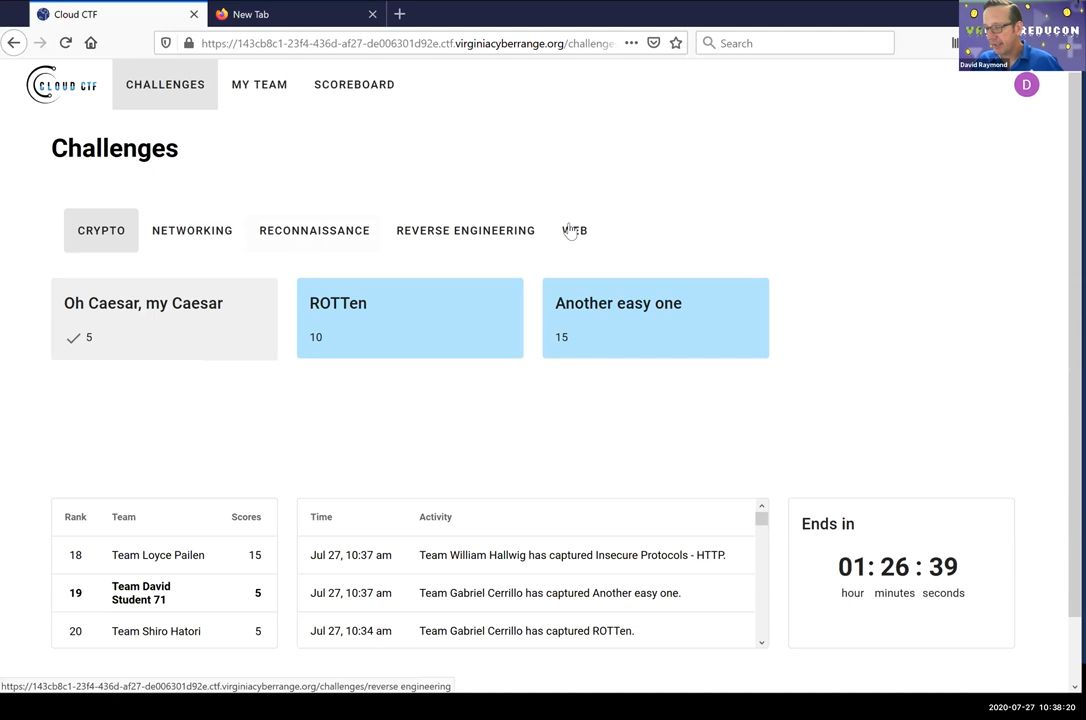 Cloud CTF
New Tab
https://143cb8c1-23f4-436d-af27-de006301d92e.ctf.virginiacyberrange.org/challenge
Search
David Raymond
CLOUD CTF
CHALLENGES
MY TEAM
SCOREBOARD
D
Challenges
CRYPTO
NETWORKING
RECONNAISSANCE
REVERSE ENGINEERING
Oh Caesar, my Caesar
5
ROTTen
10
Another easy one
15
Rank Team Scores
18 Team Loyce Pailen 15
19 Team David Student 71 5
20 Team Shiro Hatori 5
Time Activity
Jul 27, 10:37 am Team William Hallwig has captured Insecure Protocols - HTTP.
Jul 27, 10:37 am Team Gabriel Cerrillo has captured Another easy one.
Jul 27, 10:34 am Team Gabriel Cerrillo has captured ROTTen.
Ends in
01: 26 : 39
hour minutes seconds
https://143cb8c1-23f4-436d-af27-de006301d92e.ctf.virginiacyberrange.org/challenges/reverse engineering
2020-07-27 10:38:20